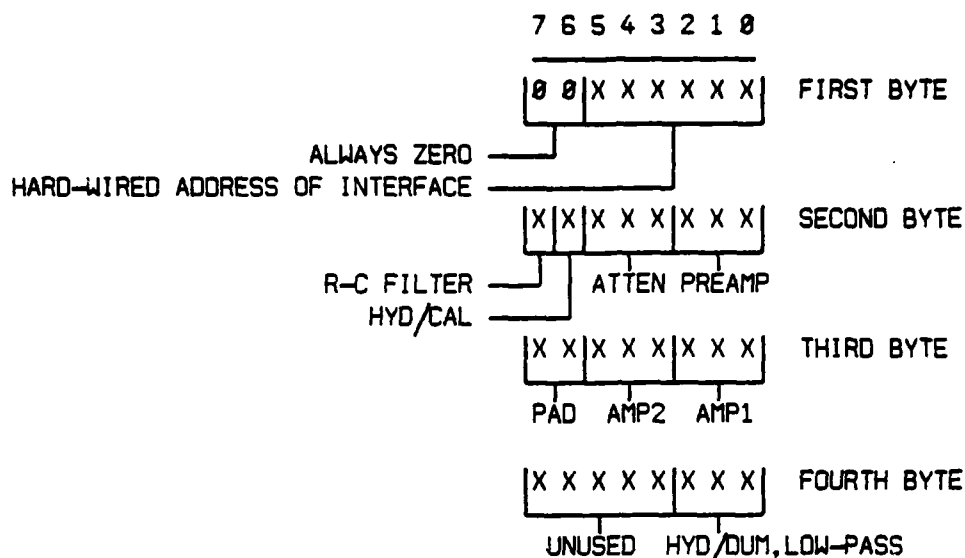 7 6 5 4 3 2 1 0
0 0 X X X X X X FIRST BYTE
ALWAYS ZERO
HARD-WIRED ADDRESS OF INTERFACE
X X X X X X X X SECOND BYTE
R-C FILTER
ATTEN PREAMP
HYD/CAL
X X X X X X X X THIRD BYTE
PAD AMP2 AMP1
X X X X X X X X FOURTH BYTE
UNUSED HYD/DUM, LOW-PASS